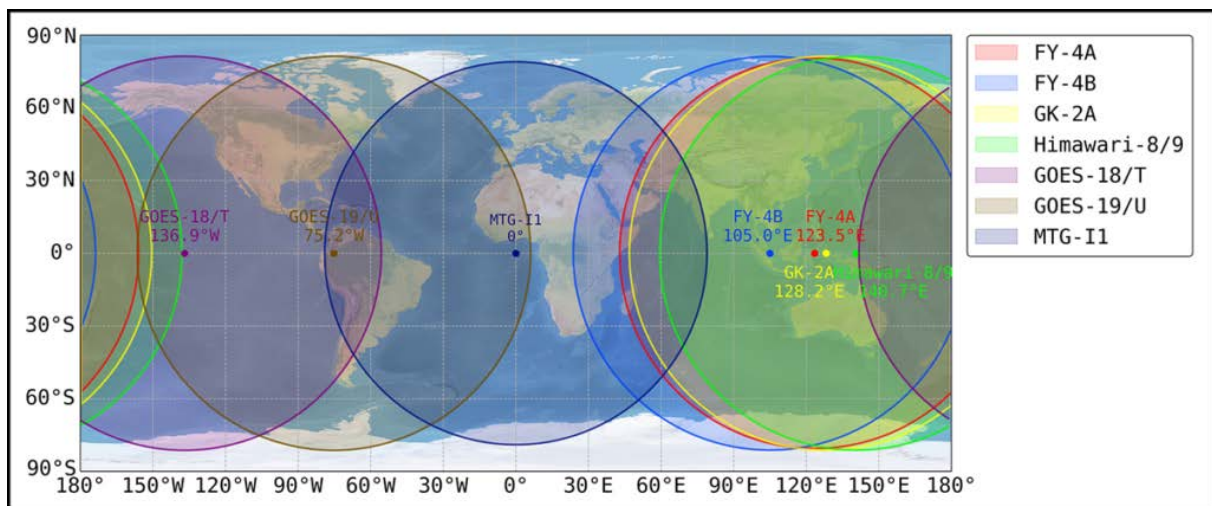 90°N
60°N
30°N
0°
30°S
60°S
90°S
180°
150°W
120°W
90°W
60°W
30°W
0°
30°E
60°E
90°E
120°E
150°E
180°
GOES-18/T
136.9°W
GOES-19/U
75.2°W
MTG-I1
0°
FY-4B
105.0°E
FY-4A
123.5°E
GK-2A
128.2°E
Himawari-8/9
140.7°E
FY-4A
FY-4B
GK-2A
Himawari-8/9
GOES-18/T
GOES-19/U
MTG-I1